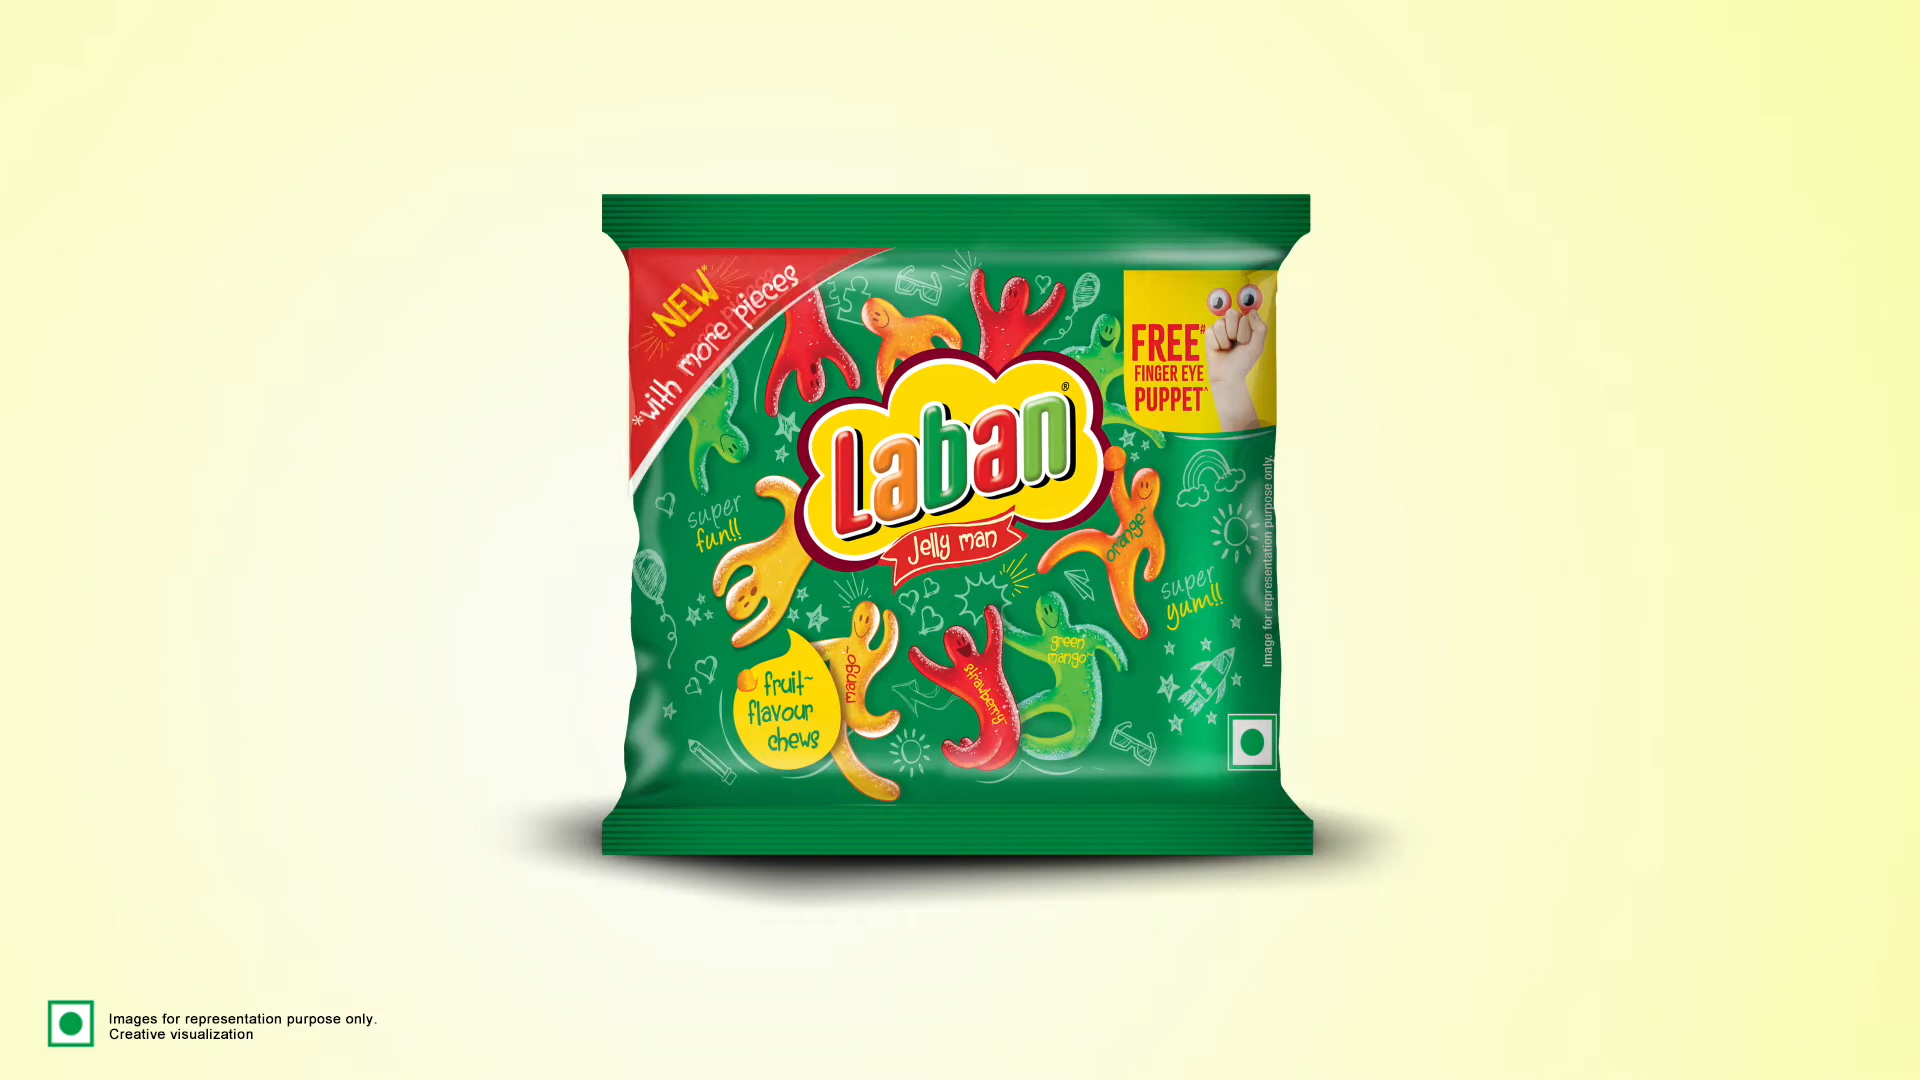 NEW*
*with more pieces
FREE#
FINGER EYE
PUPPET^
Laban®
Jelly man
super
fun!!
orange~
super
yum!!
Image for representation purpose only.
fruit~
flavour
chews
mango~
strawberry~
green
mango~
Images for representation purpose only.
Creative visualization